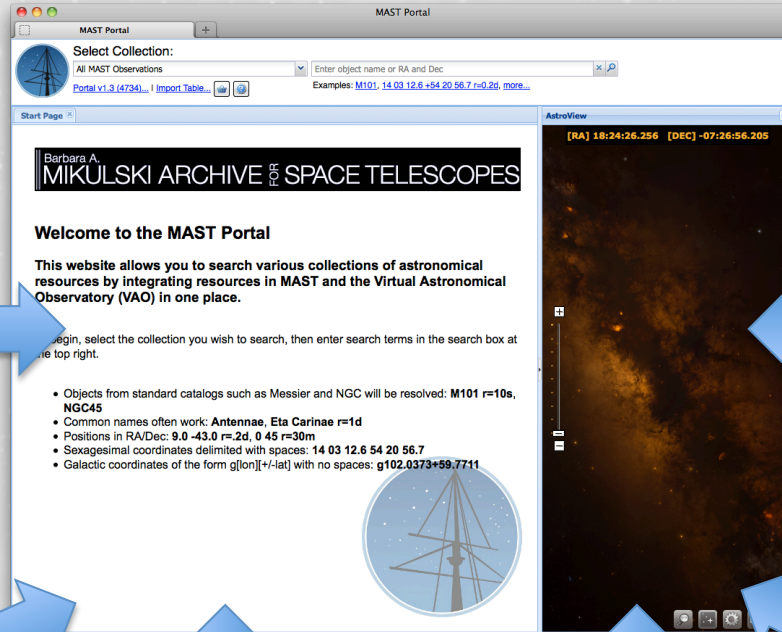 MAST Portal
MAST Portal
Select Collection:
All MAST Observations
Enter object name or RA and Dec
Portal v1.3 (4734)... | Import Table...
Examples: M101, 14 03 12.6 +54 20 56.7 r=0.2d, more...
Start Page
AstroView
[RA] 18:24:26.256 [DEC] -07:26:56.205
Barbara A.
MIKULSKI ARCHIVE FOR SPACE TELESCOPES
Welcome to the MAST Portal
This website allows you to search various collections of astronomical
resources by integrating resources in MAST and the Virtual Astronomical
Observatory (VAO) in one place.
egin, select the collection you wish to search, then enter search terms in the search box at
he top right.
• Objects from standard catalogs such as Messier and NGC will be resolved: M101 r=10s,
NGC45
• Common names often work: Antennae, Eta Carinae r=1d
• Positions in RA/Dec: 9.0 -43.0 r=.2d, 0 45 r=30m
• Sexagesimal coordinates delimited with spaces: 14 03 12.6 54 20 56.7
• Galactic coordinates of the form g[lon][+/-lat] with no spaces: g102.0373+59.7711